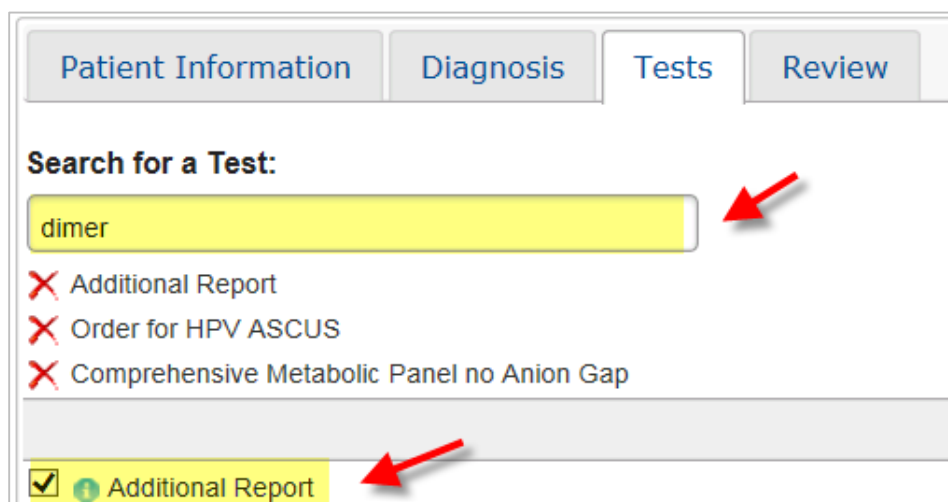 Patient Information Diagnosis Tests Review
Search for a Test:
dimer
Additional Report
Order for HPV ASCUS
Comprehensive Metabolic Panel no Anion Gap
Additional Report